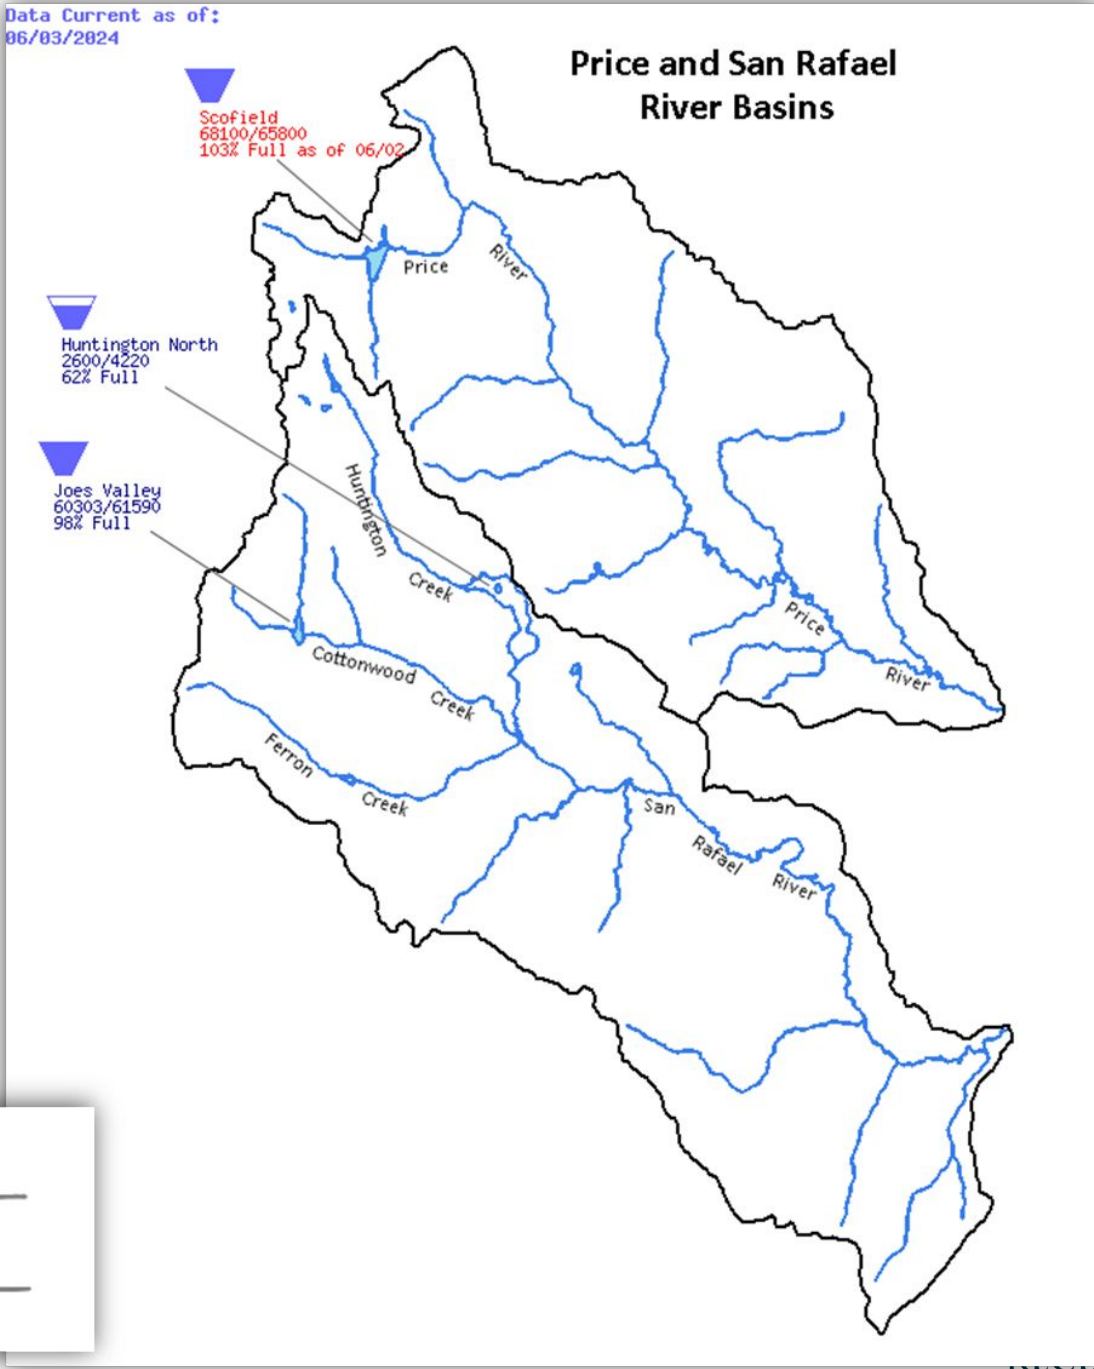 Data Current as of:
06/03/2024
Price and San Rafael
River Basins
Scofield
68100/65800
103% Full as of 06/02
Price
River
Huntington North
2600/4220
62% Full
Joes Valley
60303/61590
98% Full
Huntington
Creek
Cottonwood
Creek
Ferron
Creek
Price
River
San
Rafael
River